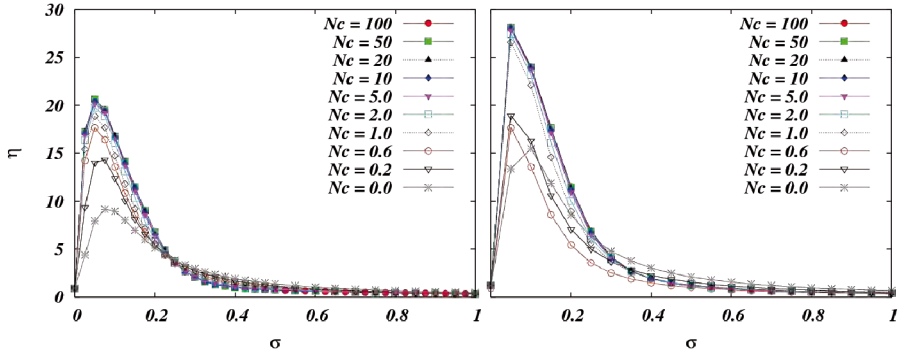 30
25
20
15
10
5
0
η
0
0.2
0.4
0.6
0.8
1
σ
Nc = 100
Nc = 50
Nc = 20
Nc = 10
Nc = 5.0
Nc = 2.0
Nc = 1.0
Nc = 0.6
Nc = 0.2
Nc = 0.0
Nc = 100
Nc = 50
Nc = 20
Nc = 10
Nc = 5.0
Nc = 2.0
Nc = 1.0
Nc = 0.6
Nc = 0.2
Nc = 0.0
0.2
0.4
0.6
0.8
1
σ